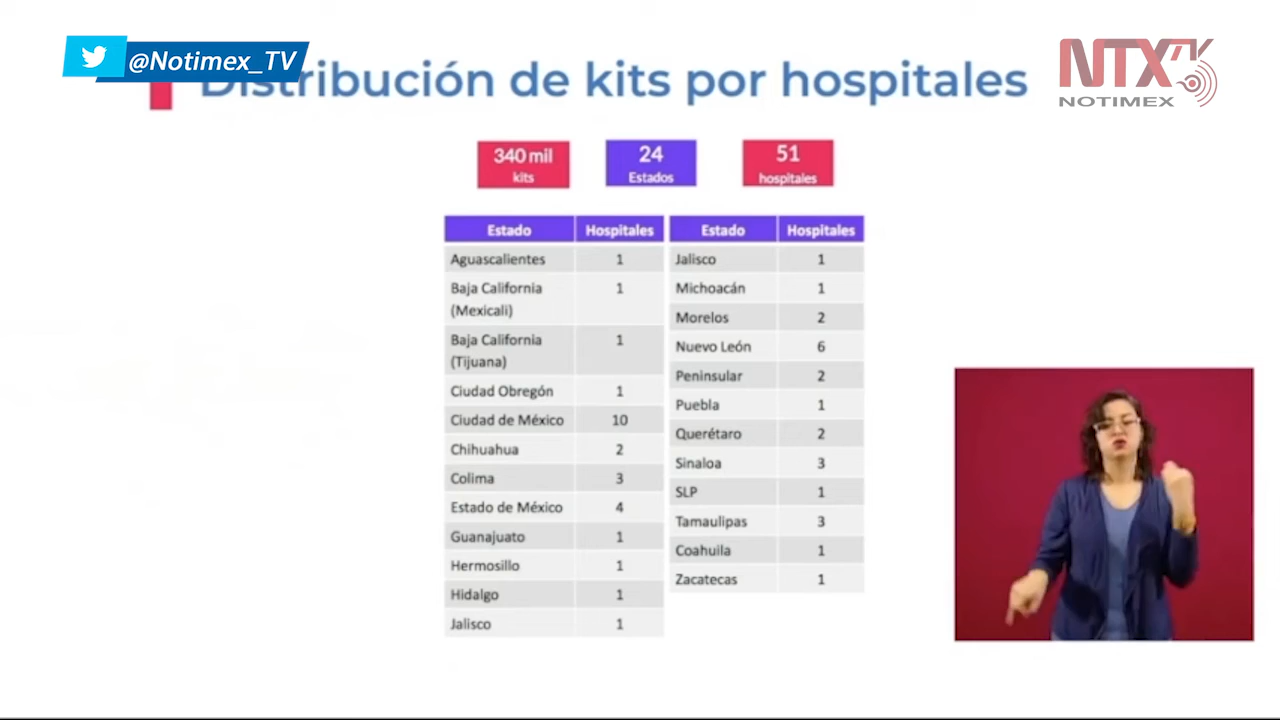 @Notimex_TV
Distribución de kits por hospitales
NTX TV
NOTIMEX
340 mil
kits
24
Estados
51
hospitales
Estado Hospitales
Aguascalientes 1
Baja California 1
(Mexicali)
Baja California 1
(Tijuana)
Ciudad Obregón 1
Ciudad de México 10
Chihuahua 2
Colima 3
Estado de México 4
Guanajuato 1
Hermosillo 1
Hidalgo 1
Jalisco 1
Estado Hospitales
Jalisco 1
Michoacán 1
Morelos 2
Nuevo León 6
Peninsular 2
Puebla 1
Querétaro 2
Sinaloa 3
SLP 1
Tamaulipas 3
Coahuila 1
Zacatecas 1